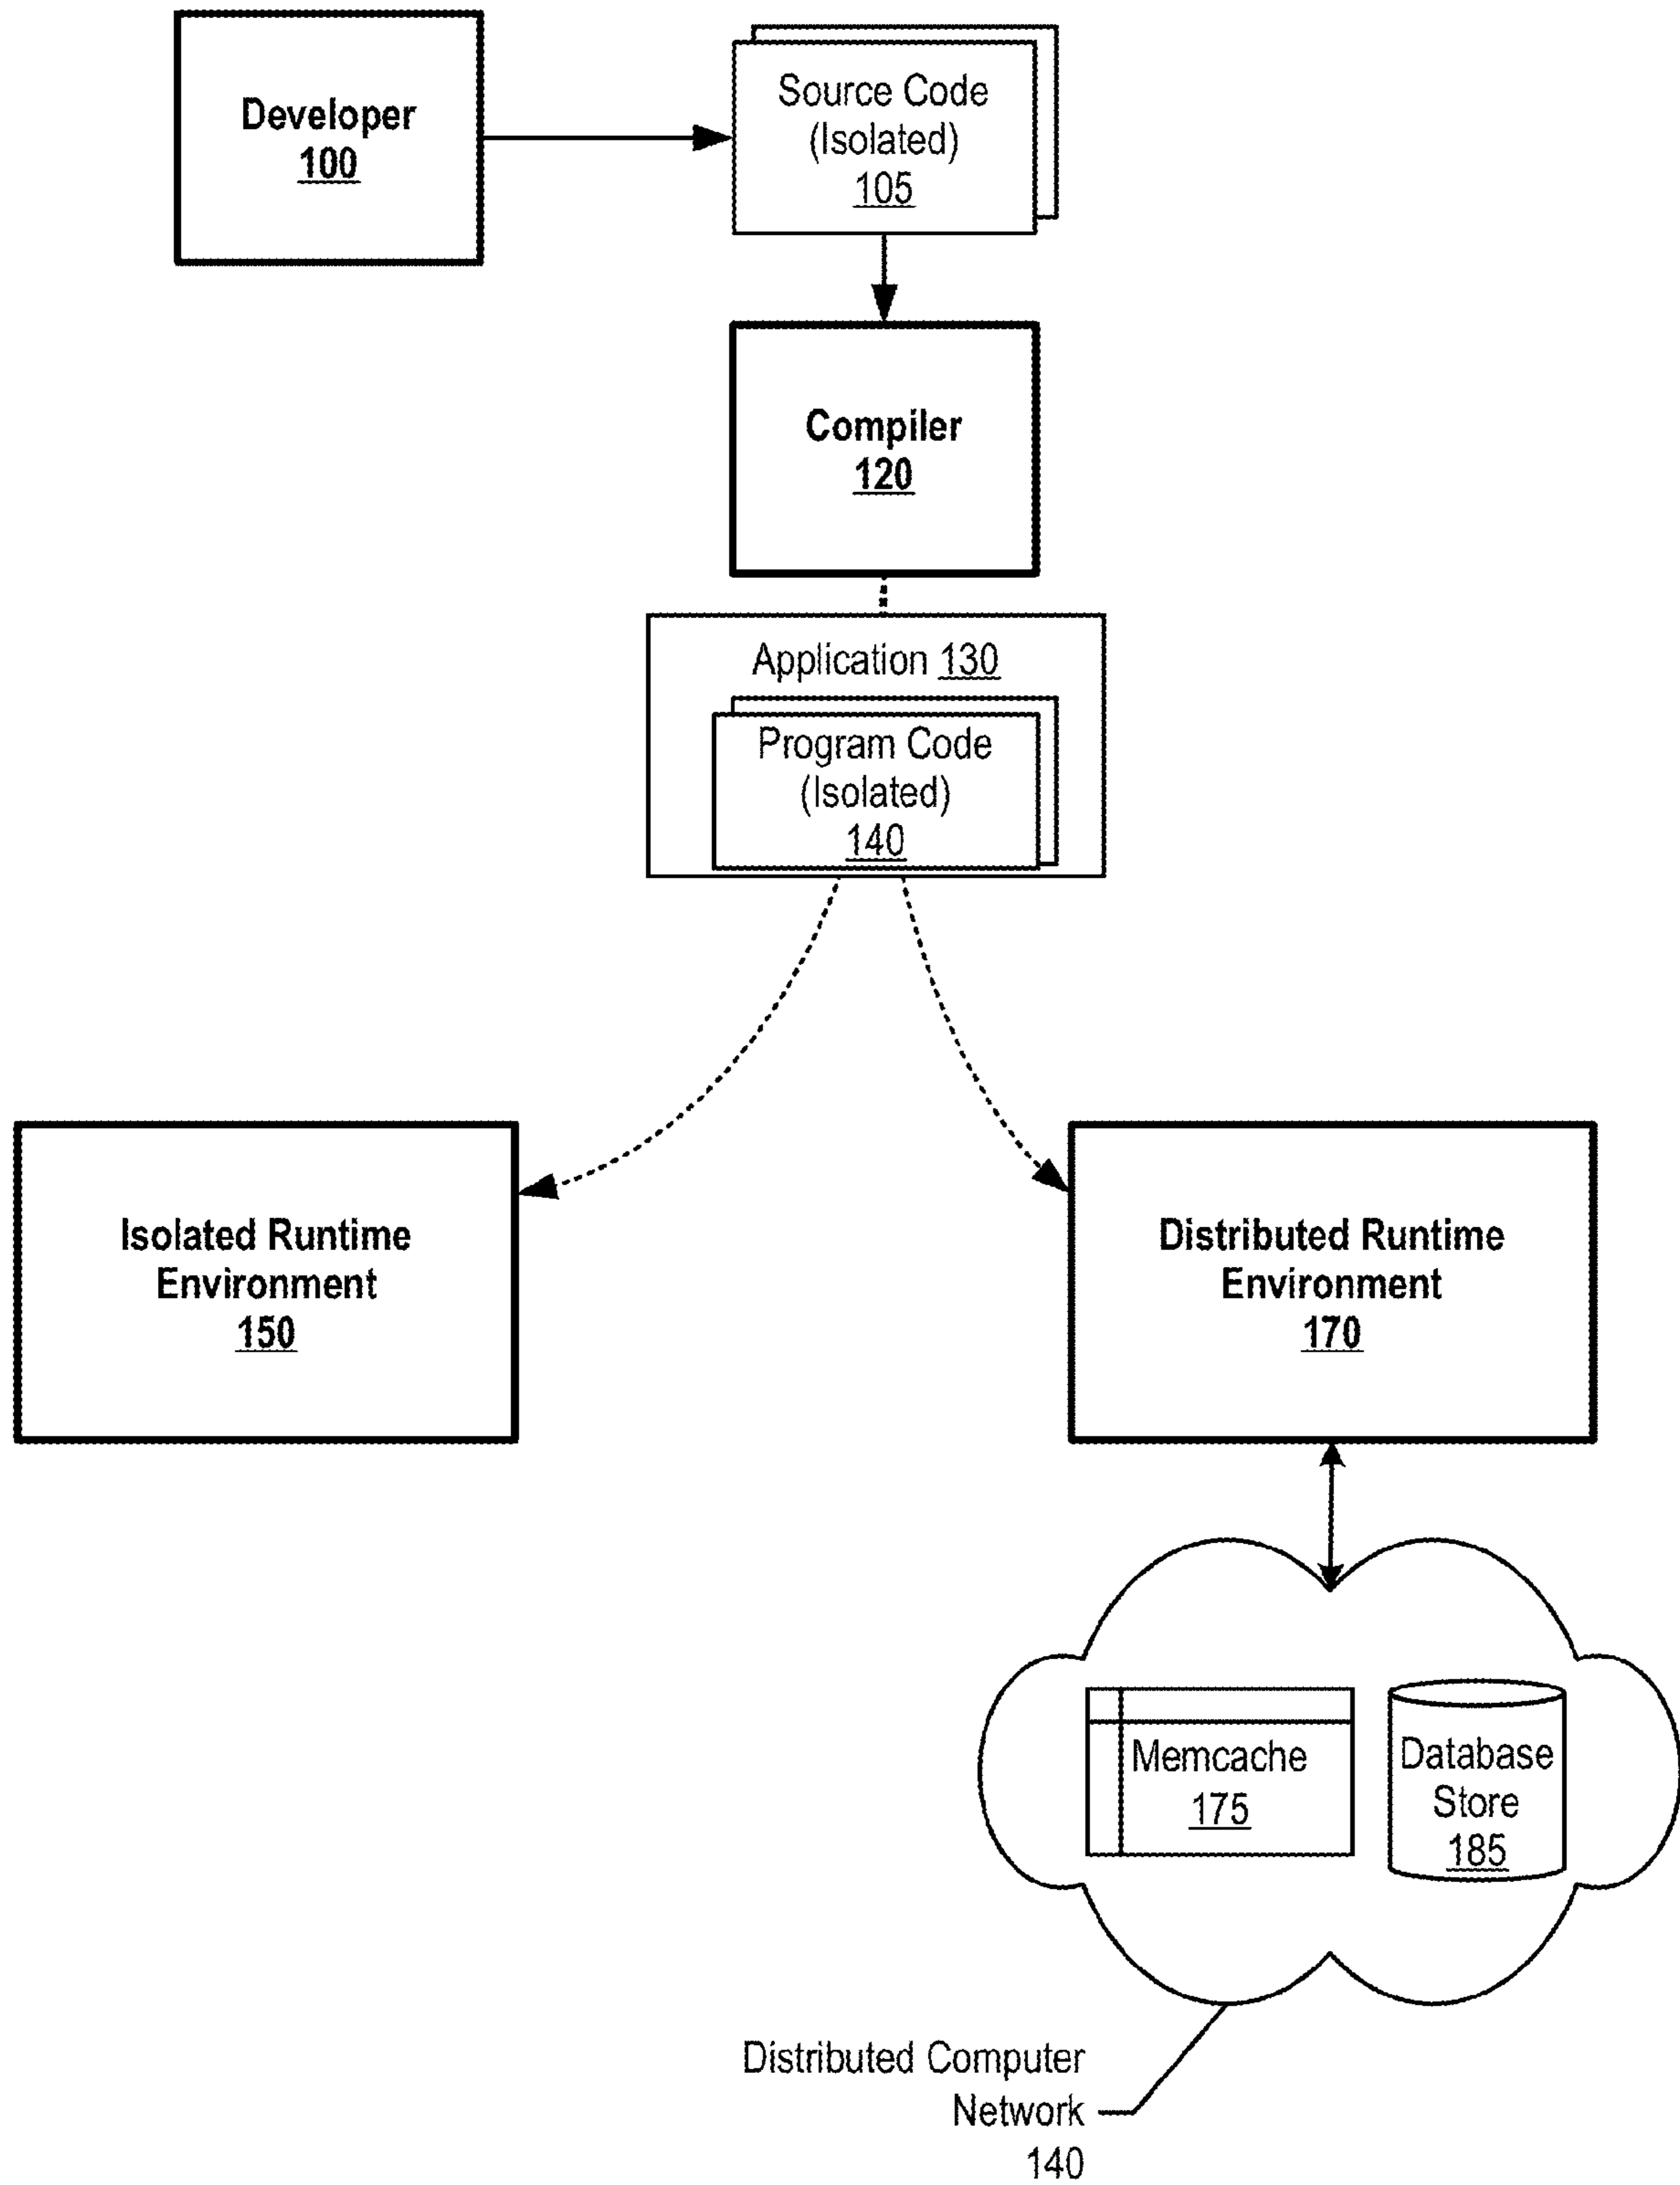 Developer
100
Source Code
(Isolated)
105
Compiler
120
Application 130
Program Code
(Isolated)
140
Isolated Runtime
Environment
150
Distributed Runtime
Environment
170
Memcache
175
Database
Store
185
Distributed Computer
Network
140